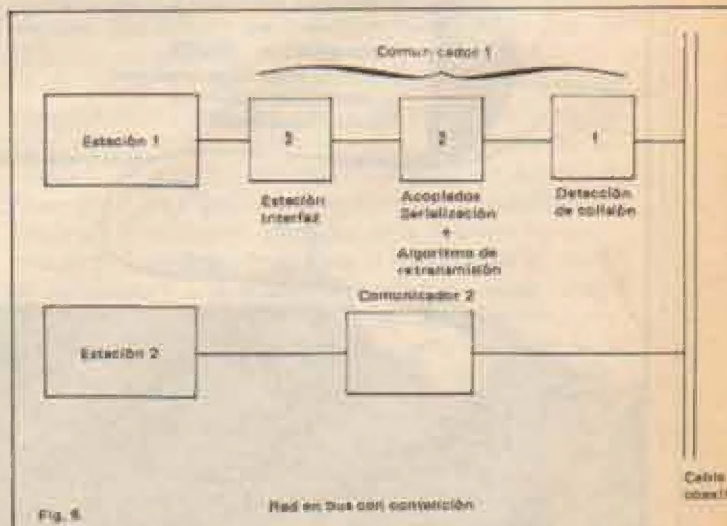 Comunicador 1
Estación 1
3
2
1
Estación
Interfaz
Acoplados
Serialización
+
Algoritmo de
retransmisión
Detección
de colisión
Comunicador 2
Estación 2
Cable
Red en bus con contención
Fig. 6